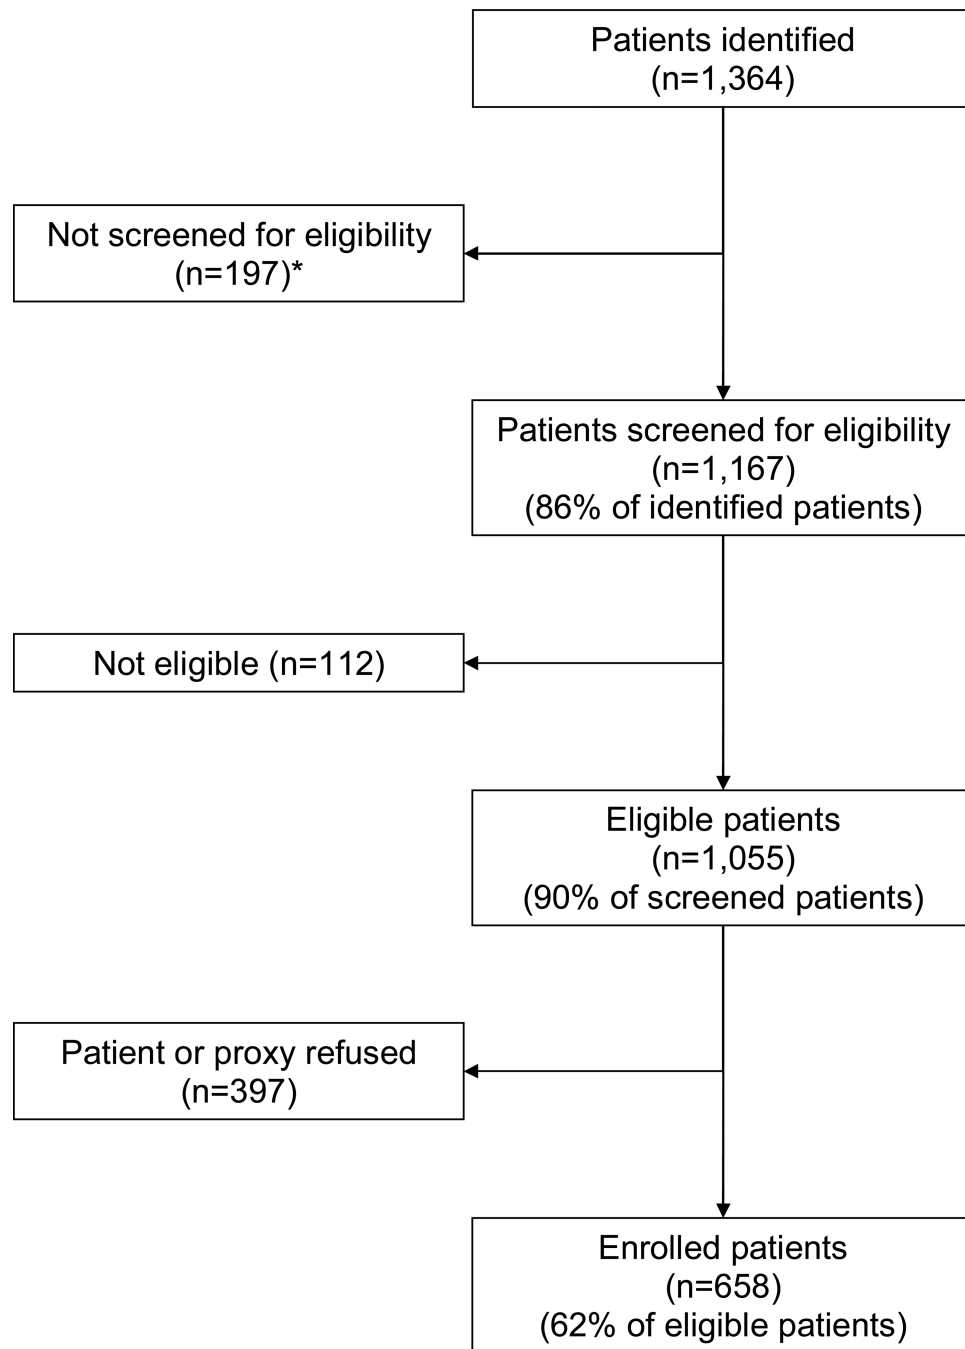 Patients identified
(n=1,364)
Not screened for eligibility
(n=197)*
Patients screened for eligibility
(n=1,167)
(86% of identified patients)
Not eligible (n=112)
Eligible patients
(n=1,055)
(90% of screened patients)
Patient or proxy refused
(n=397)
Enrolled patients
(n=658)
(62% of eligible patients)